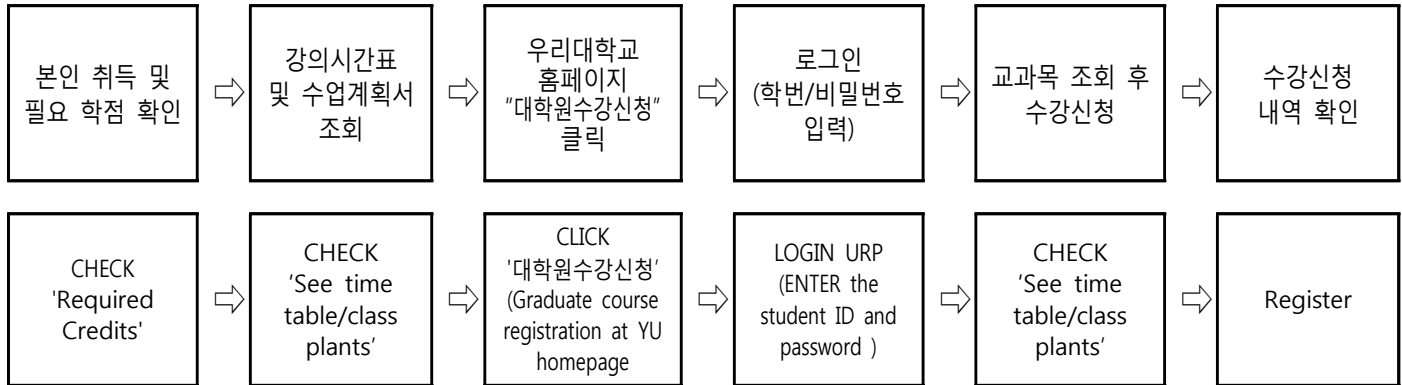 본인 취득 및
필요 학점 확인
강의시간표
및 수업계획서
조회
우리대학교
홈페이지
"대학원수강신청"
클릭
로그인
(학번/비밀번호
입력)
교과목 조회 후
수강신청
수강신청
내역 확인
CHECK
'Required
Credits'
CHECK
'See time
table/class
plants'
CLICK
'대학원수강신청'
(Graduate course
registration at YU
homepage
LOGIN URP
(ENTER the
student ID and
password )
CHECK
'See time
table/class
plants'
Register